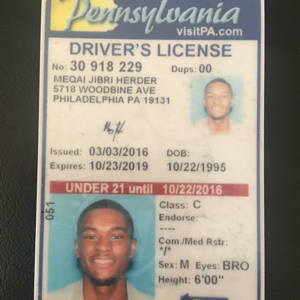 Pennsylvania
visitPA.com
DRIVER'S LICENSE
No: 30 918 229 Dups: 00
MEQAI JIBRI HERDER
5718 WOODBINE AVE
PHILADELPHIA PA 19131
Issued: 03/03/2016 DOB:
Expires: 10/23/2019 10/22/1995
UNDER 21 until 10/22/2016
051
Class: C
Endorse:
----
Com./Med Rstr:
*/*
Sex: M Eyes: BRO
Height: 6'00"